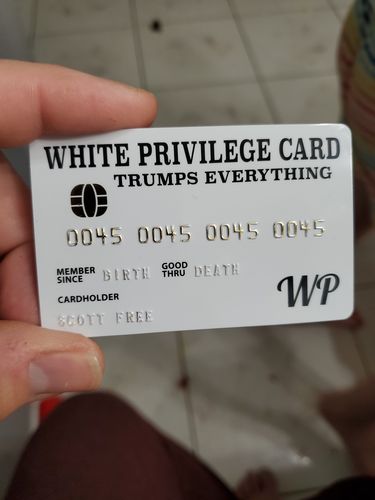 WHITE PRIVILEGE CARD
TRUMPS EVERYTHING
0045 0045 0045 0045
MEMBER SINCE BIRTH GOOD THRU DEATH
CARDHOLDER
SCOTT FREE
WP